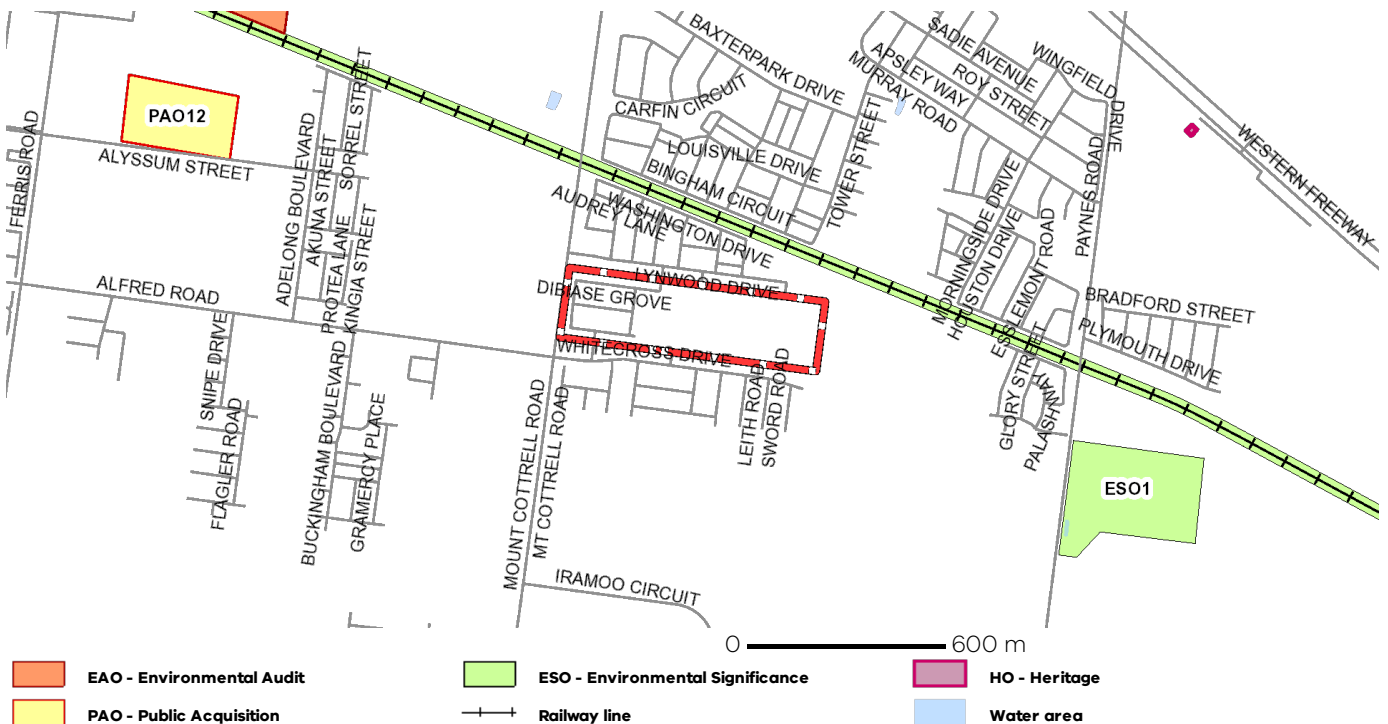 BAXTERPARK DRIVE
SADIE AVENUE
WINGFIELD DRIVE
APSLEY WAY
ROY STREET
MURRAY ROAD
CARFIN CIRCUIT
PAO12
SORREL STREET
FERRIS ROAD
ALYSSUM STREET
ADELONG BOULEVARD
AKUNA STREET
LOUISVILLE DRIVE
BINGHAM CIRCUIT
TOWER STREET
PAYNES ROAD
WESTERN FREEWAY
AUDREY LANE
WASHINGTON DRIVE
MORNINGSIDE DRIVE
HOUSTON DRIVE
ESSLEMONT ROAD
PROTEA LANE
KINGIA STREET
LYNWOOD DRIVE
DIBIASE GROVE
ALFRED ROAD
BRADFORD STREET
PLYMOUTH DRIVE
SNIPE DRIVE
WHITECROSS DRIVE
BUCKINGHAM BOULEVARD
GRAMERCY PLACE
FLAGLER ROAD
MOUNT COTTRELL ROAD
MT COTTRELL ROAD
LEITH ROAD
SWORD ROAD
GLORY STREET
PALASH WAY
ESO1
IRAMOO CIRCUIT
0 600 m
EAO - Environmental Audit
ESO - Environmental Significance
HO - Heritage
PAO - Public Acquisition
Railway line
Water area